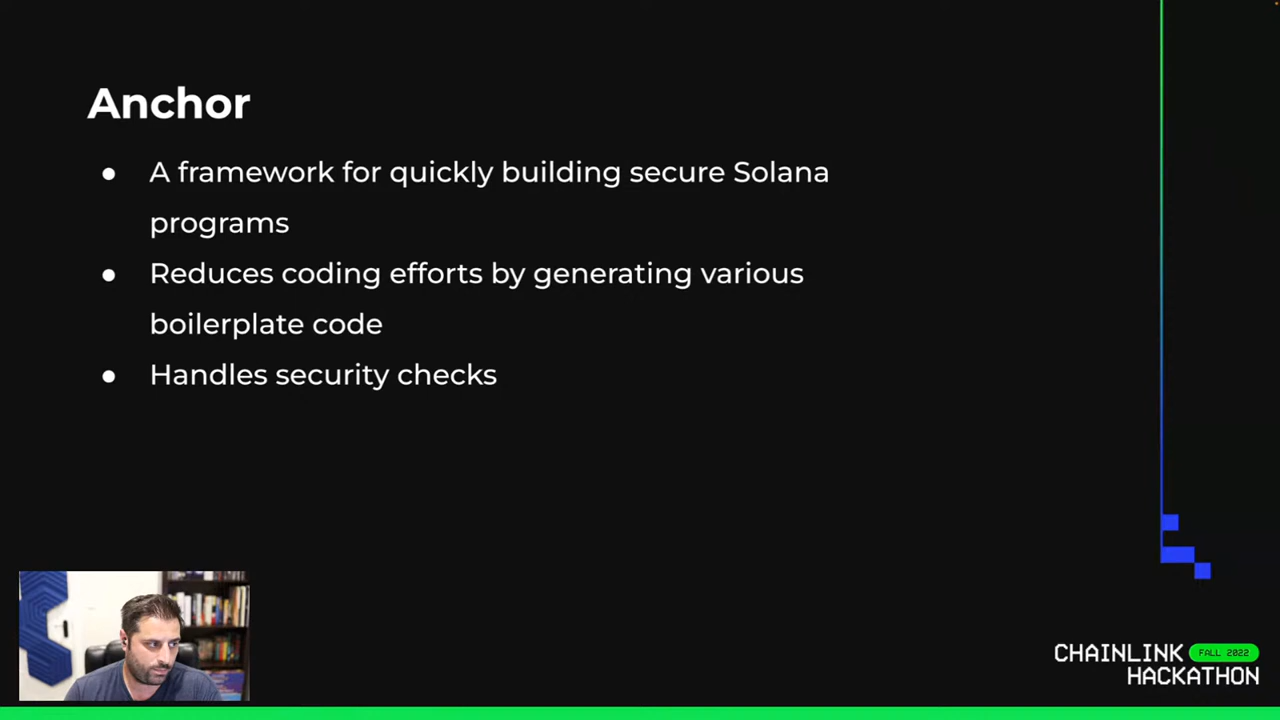 Anchor
● A framework for quickly building secure Solana
programs
● Reduces coding efforts by generating various
boilerplate code
● Handles security checks
CHAINLINK FALL 2022
HACKATHON